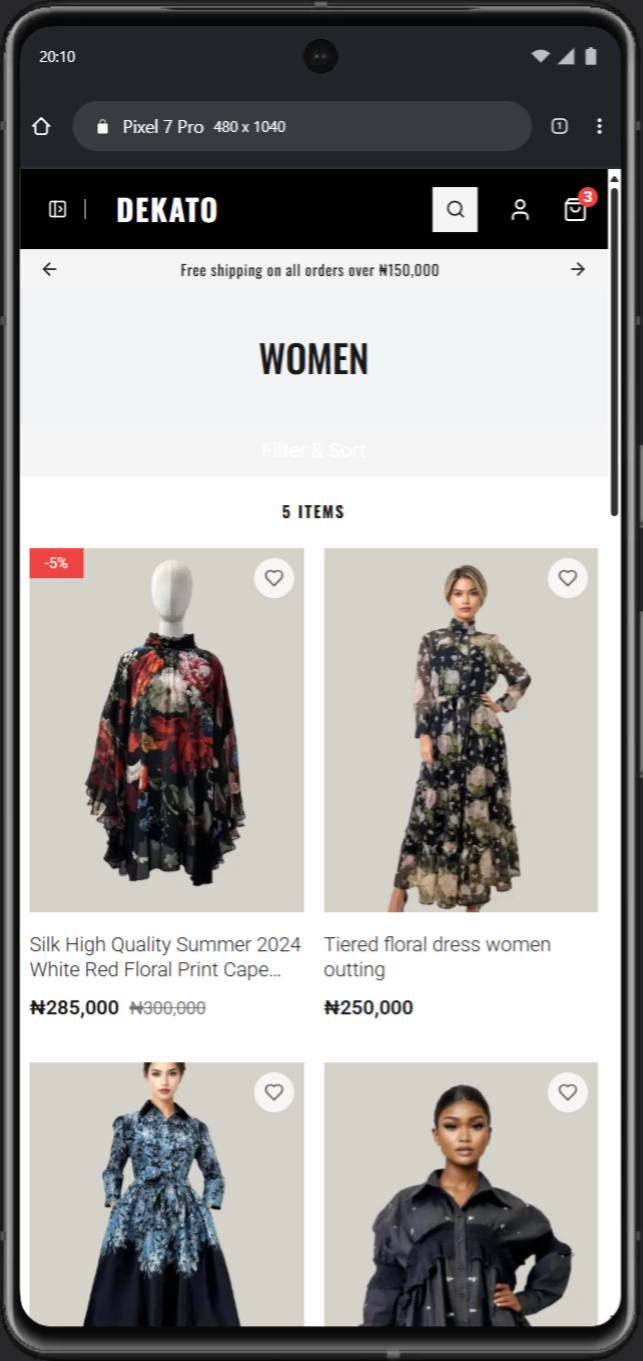 20:10
Pixel 7 Pro 480 x 1040
1
DEKATO
3
Free shipping on all orders over ₦150,000
WOMEN
Filter & Sort
5 ITEMS
-5%
Silk High Quality Summer 2024
White Red Floral Print Cape...
₦285,000 ₦300,000
Tiered floral dress women
outting
₦250,000